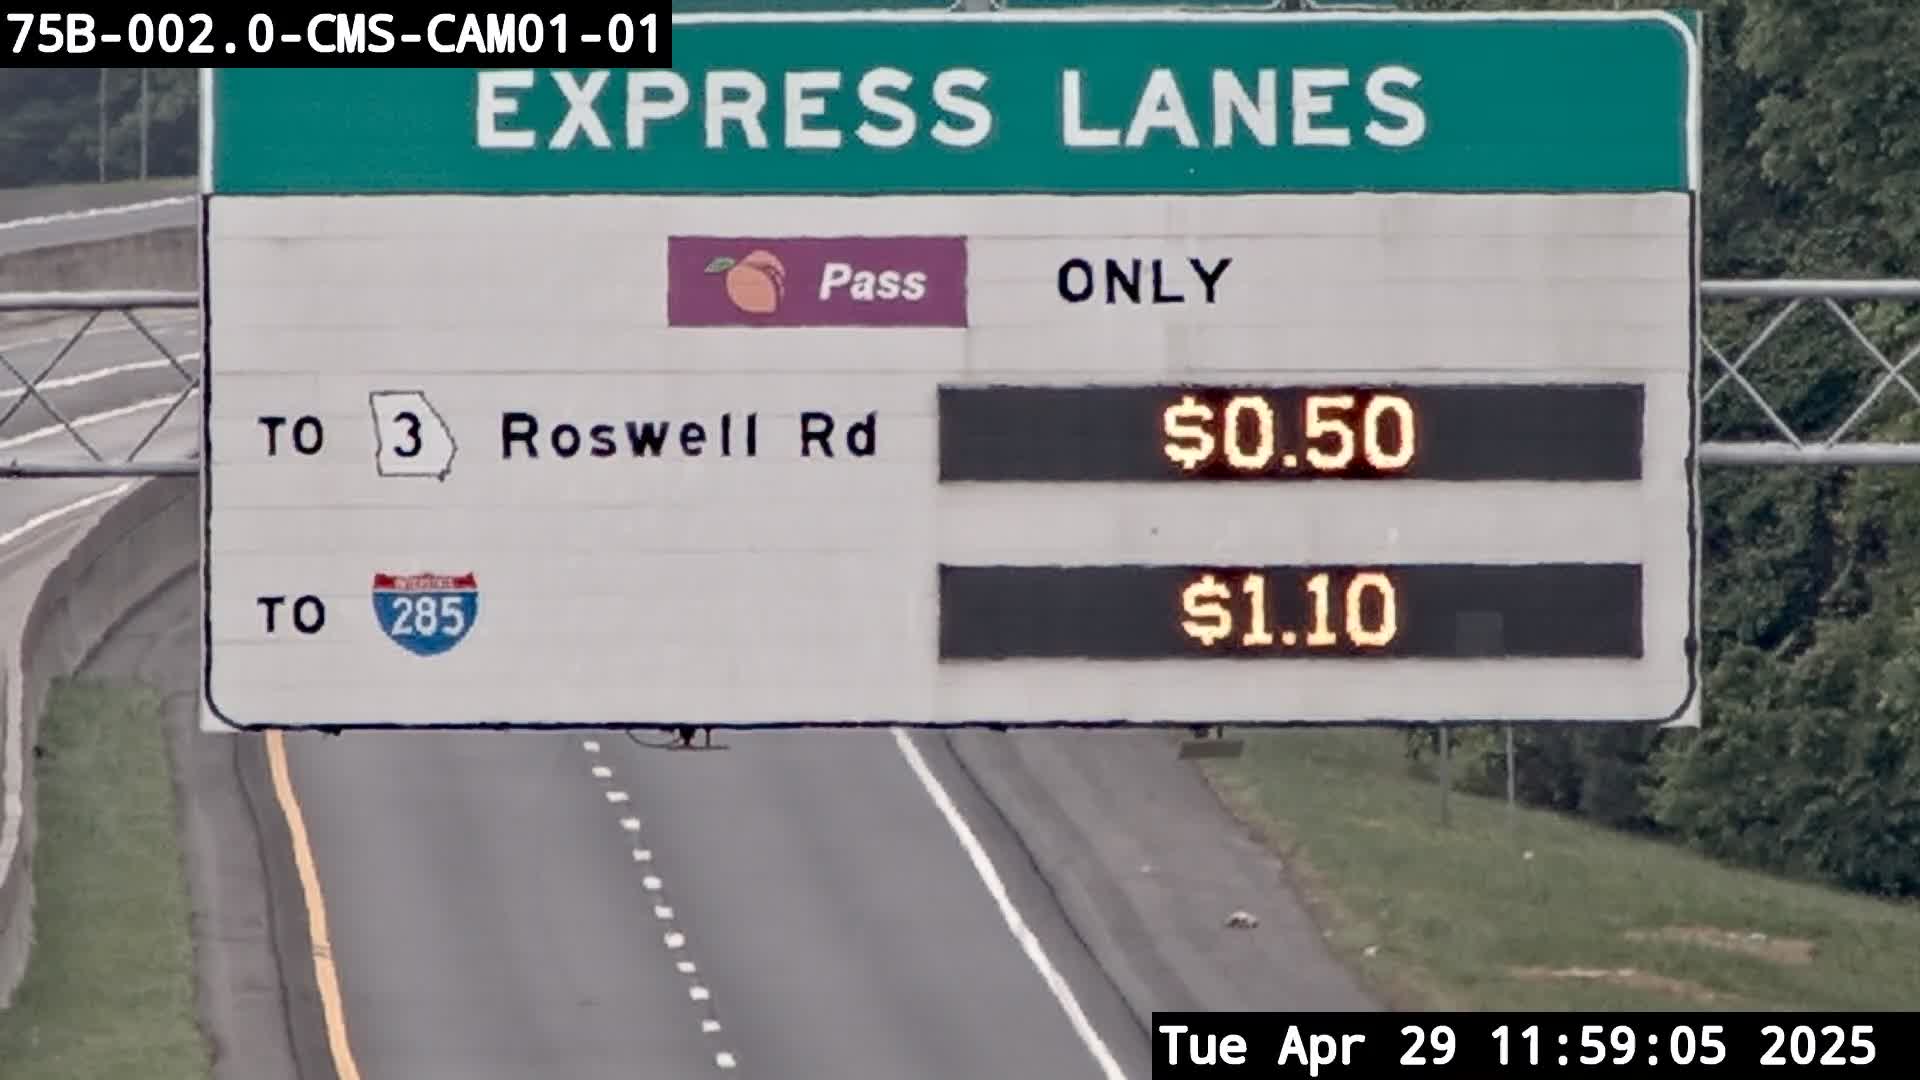 75B-002.0-CMS-CAM01-01
EXPRESS LANES
Pass ONLY
TO 3 Roswell Rd $0.50
INTERSTATE
TO 285 $1.10
Tue Apr 29 11:59:05 2025